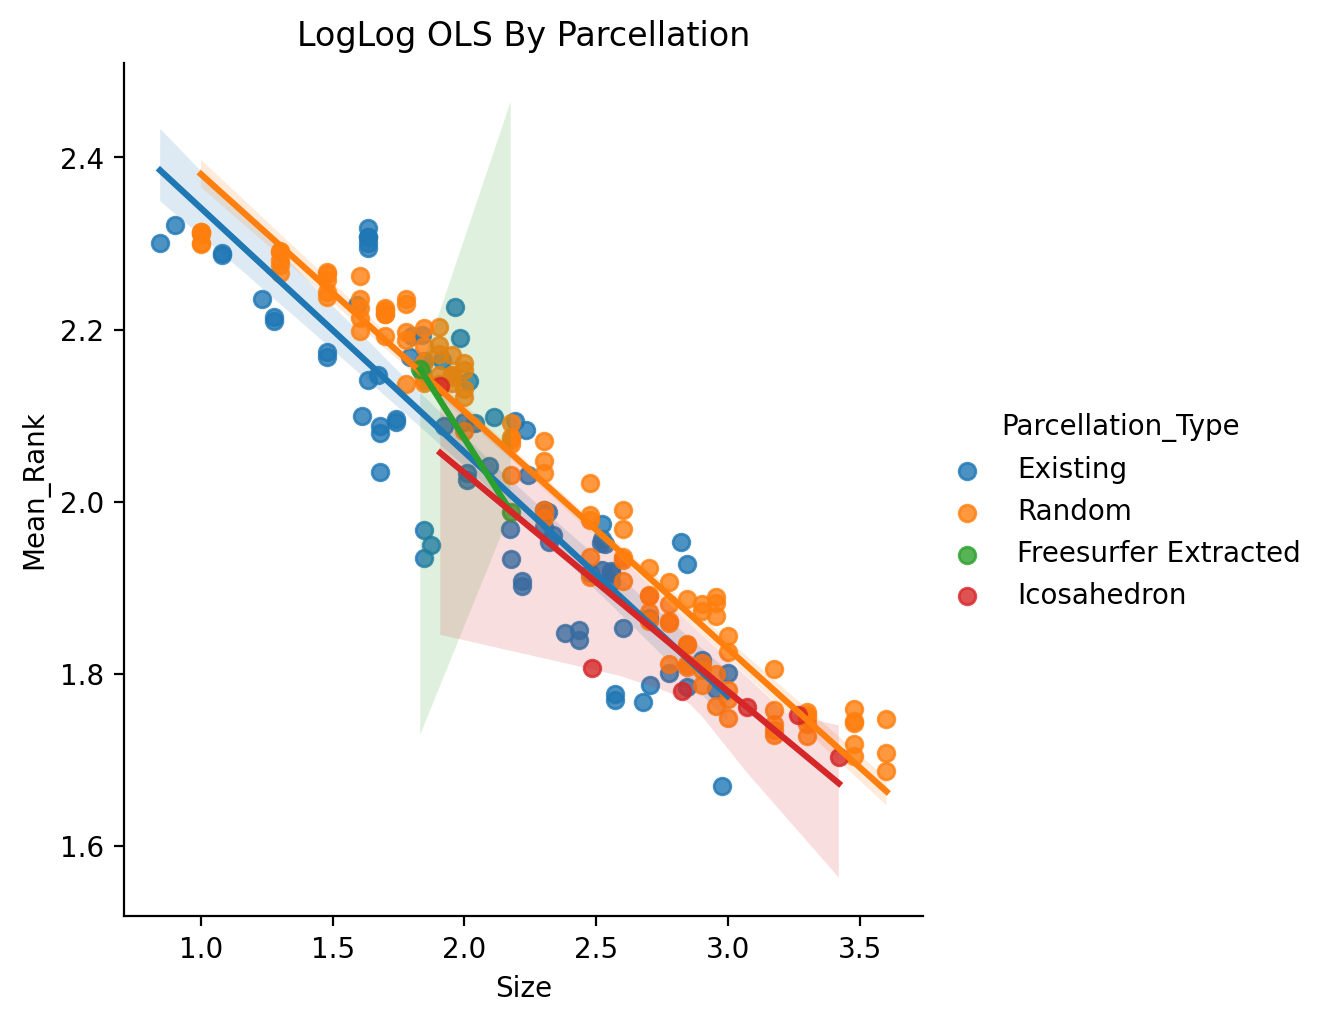 LogLog OLS By Parcellation
Mean_Rank
2.4
2.2
2.0
1.8
1.6
1.0 1.5 2.0 2.5 3.0 3.5
Size
Parcellation_Type
Existing
Random
Freesurfer Extracted
Icosahedron